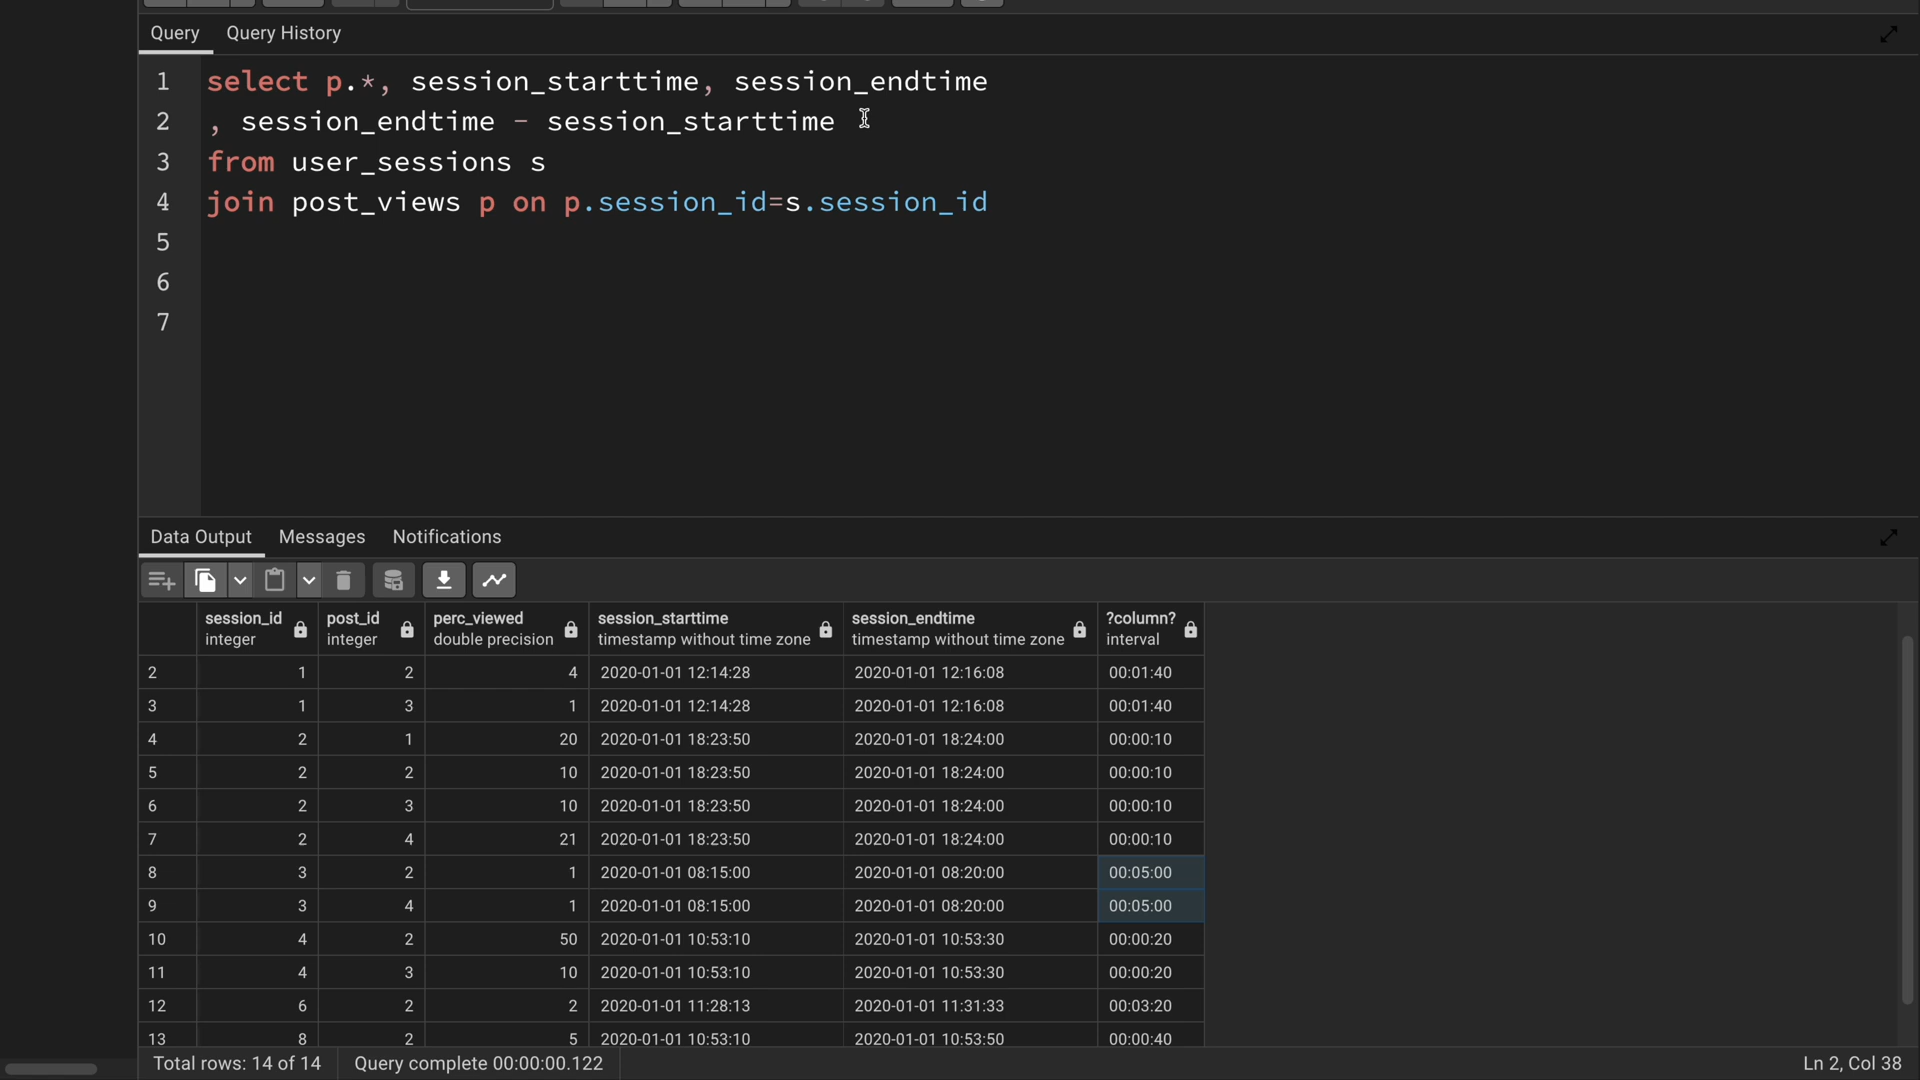 Query Query History
1 select p.*, session_starttime, session_endtime
2 , session_endtime - session_starttime
3 from user_sessions s
4 join post_views p on p.session_id=s.session_id
5
6
7
Data Output Messages Notifications
session_id post_id perc_viewed session_starttime session_endtime ?column?
integer integer double precision timestamp without time zone timestamp without time zone interval
2 1 2 4 2020-01-01 12:14:28 2020-01-01 12:16:08 00:01:40
3 1 3 1 2020-01-01 12:14:28 2020-01-01 12:16:08 00:01:40
4 2 1 20 2020-01-01 18:23:50 2020-01-01 18:24:00 00:00:10
5 2 2 10 2020-01-01 18:23:50 2020-01-01 18:24:00 00:00:10
6 2 3 10 2020-01-01 18:23:50 2020-01-01 18:24:00 00:00:10
7 2 4 21 2020-01-01 18:23:50 2020-01-01 18:24:00 00:00:10
8 3 2 1 2020-01-01 08:15:00 2020-01-01 08:20:00 00:05:00
9 3 4 1 2020-01-01 08:15:00 2020-01-01 08:20:00 00:05:00
10 4 2 50 2020-01-01 10:53:10 2020-01-01 10:53:30 00:00:20
11 4 3 10 2020-01-01 10:53:10 2020-01-01 10:53:30 00:00:20
12 6 2 2 2020-01-01 11:28:13 2020-01-01 11:31:33 00:03:20
13 8 2 5 2020-01-01 10:53:10 2020-01-01 10:53:50 00:00:40
Total rows: 14 of 14 Query complete 00:00:00.122 Ln 2, Col 38